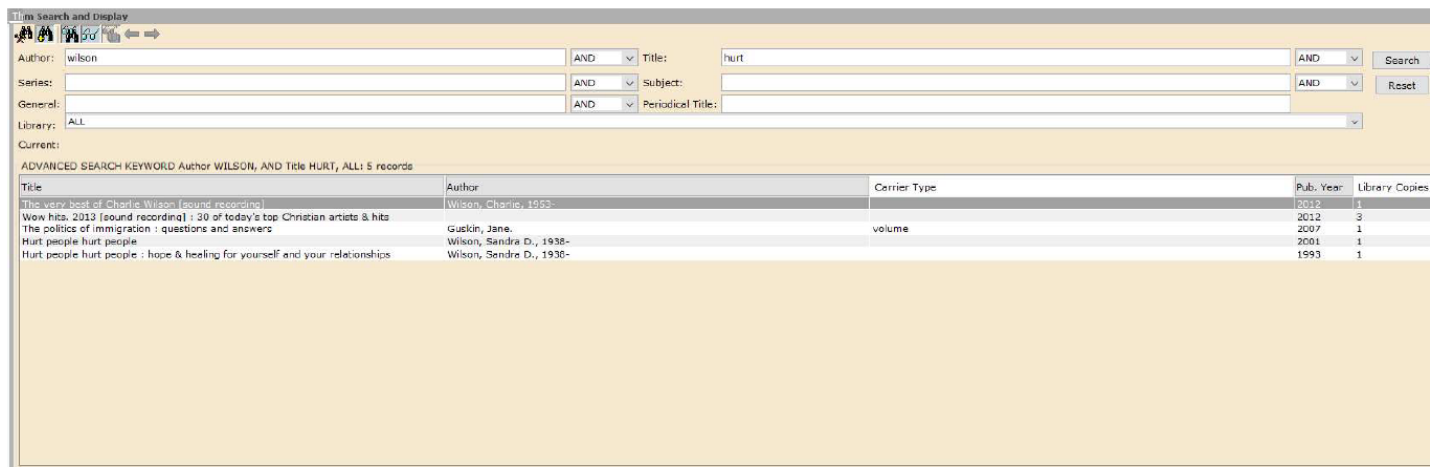 m Search and Display
Author: wilson AND Title: hurt AND Search
Series: AND Subject: AND Reset
General: AND Periodical Title:
Library: ALL
Current:
ADVANCED SEARCH KEYWORD Author WILSON, AND Title HURT, ALL: 5 records
Title Author Carrier Type Pub. Year Library Copies
The very best of Charlie Wilson [sound recording] Wilson, Charlie, 1953- 2012 1
Wow hits. 2013 [sound recording] : 30 of today's top Christian artists & hits 2012 3
The politics of immigration : questions and answers Guskin, Jane. volume 2007 1
Hurt people hurt people Wilson, Sandra D., 1938- 2001 1
Hurt people hurt people : hope & healing for yourself and your relationships Wilson, Sandra D., 1938- 1993 1